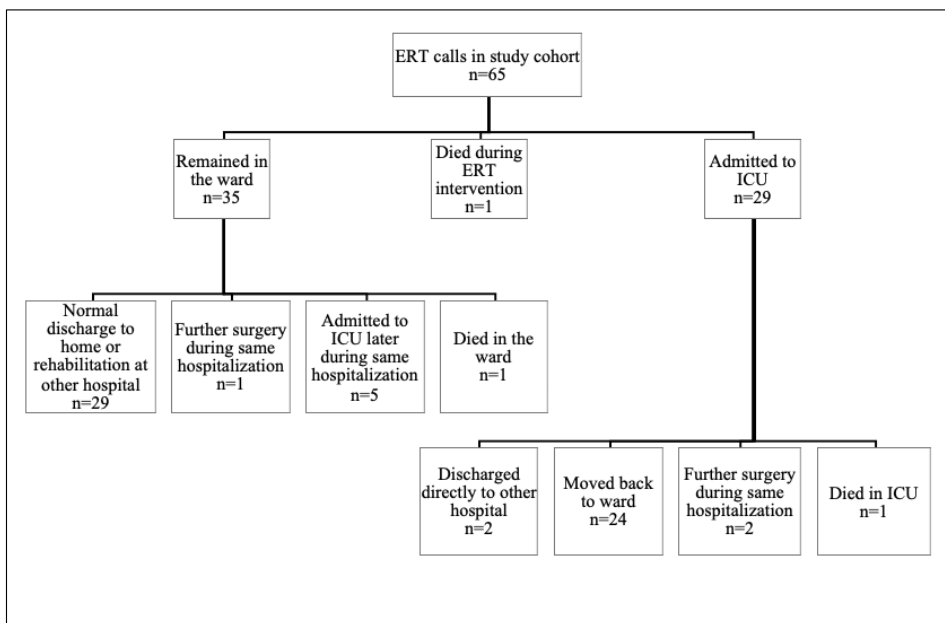 ERT calls in study cohort
n=65
Remained in
the ward
n=35
Died during
ERT
intervention
n=1
Admitted to
ICU
n=29
Normal
discharge to
home or
rehabilitation at
other hospital
n=29
Further surgery
during same
hospitalization
n=1
Admitted to
ICU later
during same
hospitalization
n=5
Died in the
ward
n=1
Discharged
directly to other
hospital
n=2
Moved back
to ward
n=24
Further surgery
during same
hospitalization
n=2
Died in ICU
n=1